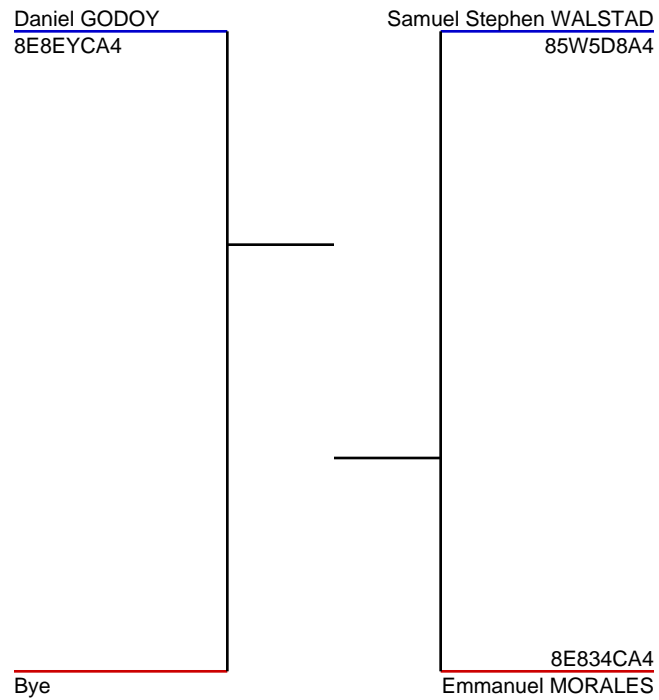 Daniel GODOY
8E8EYCA4
Bye
Samuel Stephen WALSTAD
85W5D8A4
8E834CA4
Emmanuel MORALES